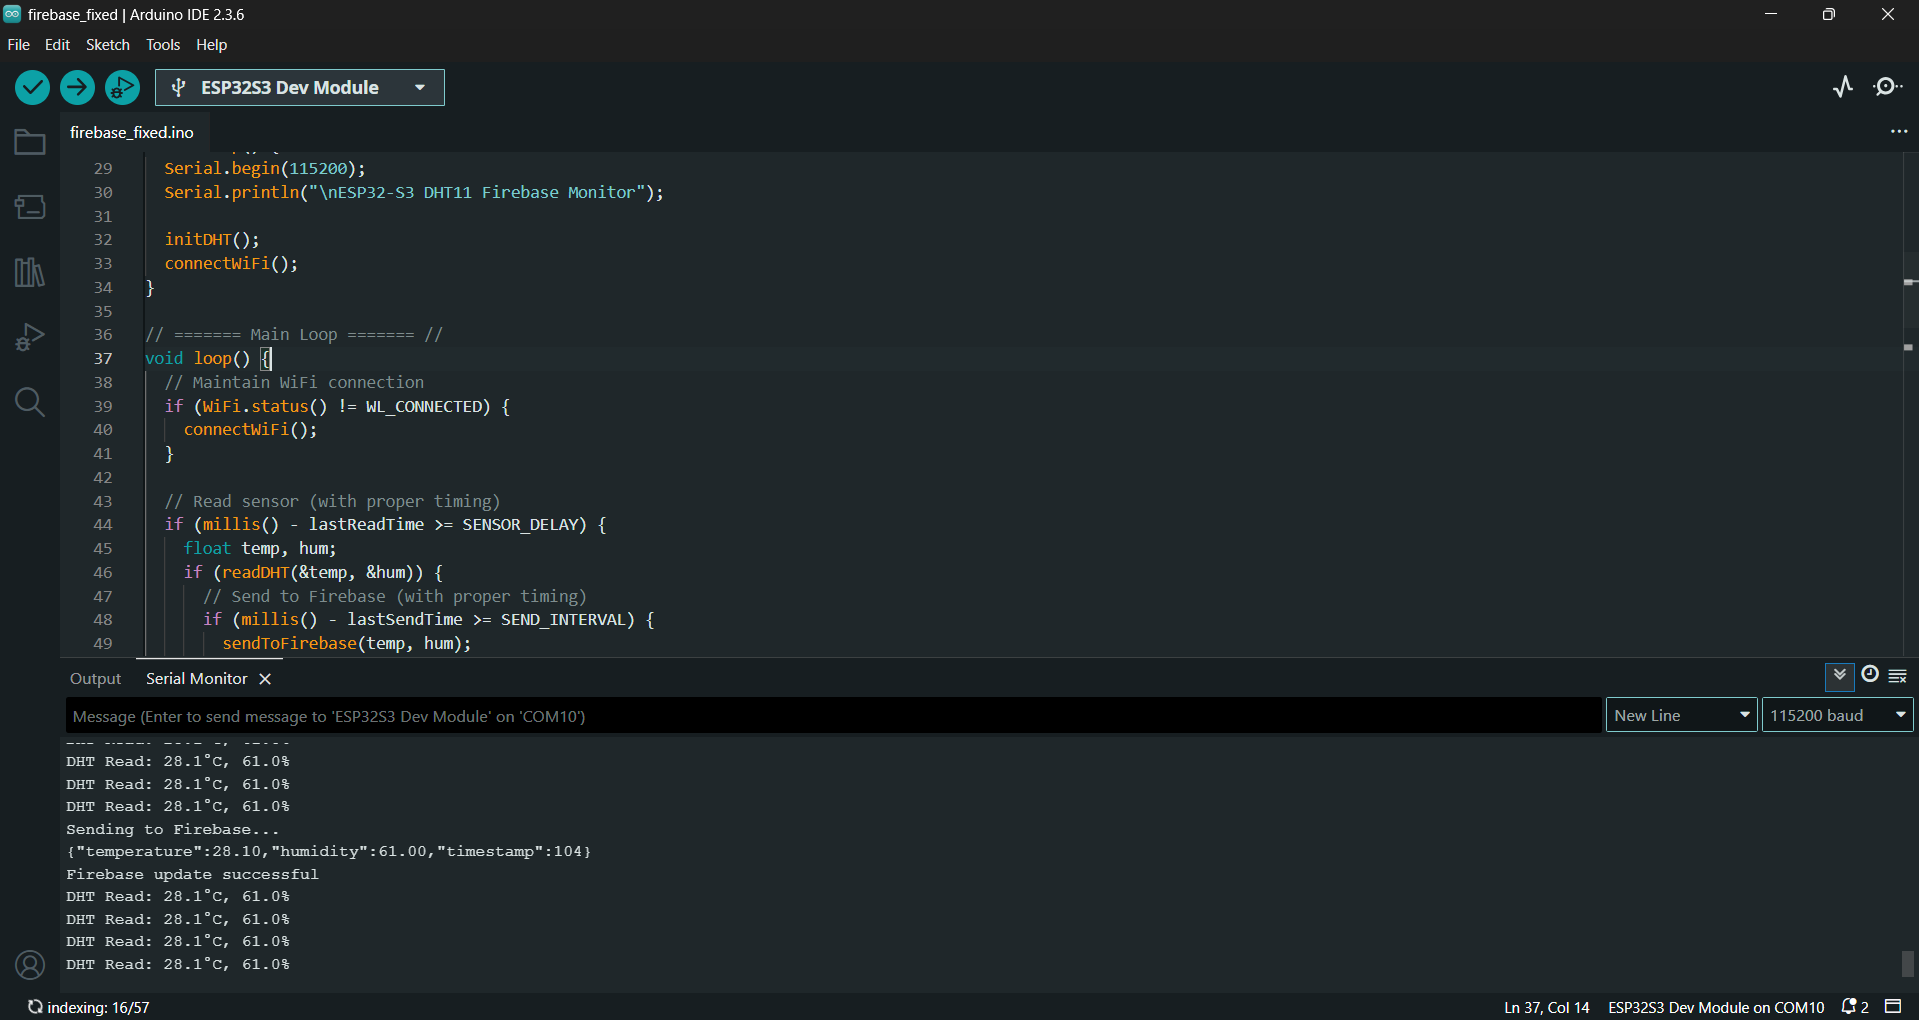 firebase_fixed | Arduino IDE 2.3.6
File Edit Sketch Tools Help
ESP32S3 Dev Module
firebase_fixed.ino
29 Serial.begin(115200);
30 Serial.println("\nESP32-S3 DHT11 Firebase Monitor");
31
32 initDHT();
33 connectWiFi();
34 }
35
36 // ======= Main Loop ======= //
37 void loop() {
38 // Maintain WiFi connection
39 if (WiFi.status() != WL_CONNECTED) {
40 connectWiFi();
41 }
42
43 // Read sensor (with proper timing)
44 if (millis() - lastReadTime >= SENSOR_DELAY) {
45 float temp, hum;
46 if (readDHT(&temp, &hum)) {
47 // Send to Firebase (with proper timing)
48 if (millis() - lastSendTime >= SEND_INTERVAL) {
49 sendToFirebase(temp, hum);
Output Serial Monitor
Message (Enter to send message to 'ESP32S3 Dev Module' on 'COM10') New Line 115200 baud
DHT Read: 28.1°C, 61.0%
DHT Read: 28.1°C, 61.0%
DHT Read: 28.1°C, 61.0%
Sending to Firebase...
{"temperature":28.10,"humidity":61.00,"timestamp":104}
Firebase update successful
DHT Read: 28.1°C, 61.0%
DHT Read: 28.1°C, 61.0%
DHT Read: 28.1°C, 61.0%
DHT Read: 28.1°C, 61.0%
indexing: 16/57 Ln 37, Col 14 ESP32S3 Dev Module on COM10 2